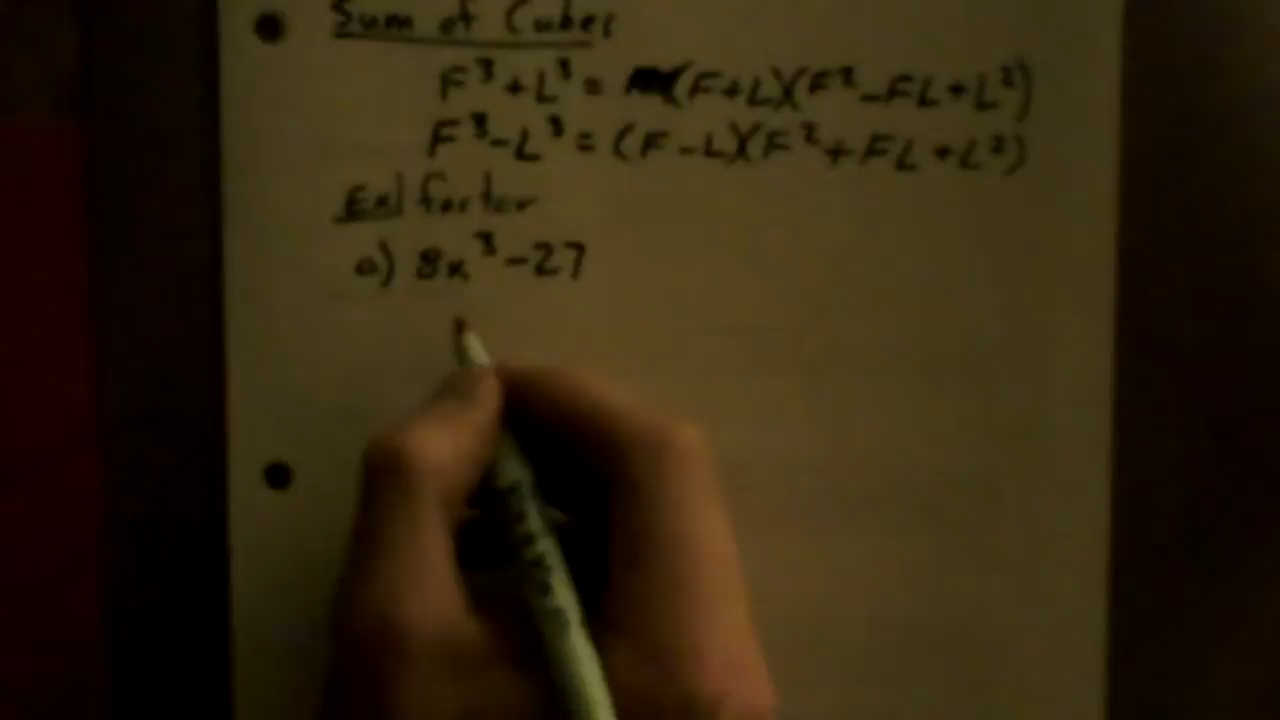 Sum of Cubes
F³+L³ = (F+L)(F²-FL+L²)
F³-L³ = (F-L)(F²+FL+L²)
Ex) factor
a) 8x³-27